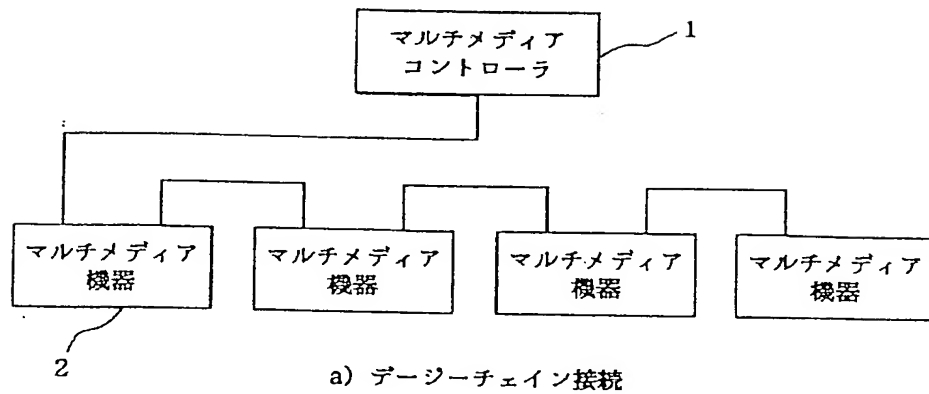 マルチメディア
コントローラ
1
マルチメディア
機器
マルチメディア
機器
マルチメディア
機器
マルチメディア
機器
2
a) デージーチェイン接続